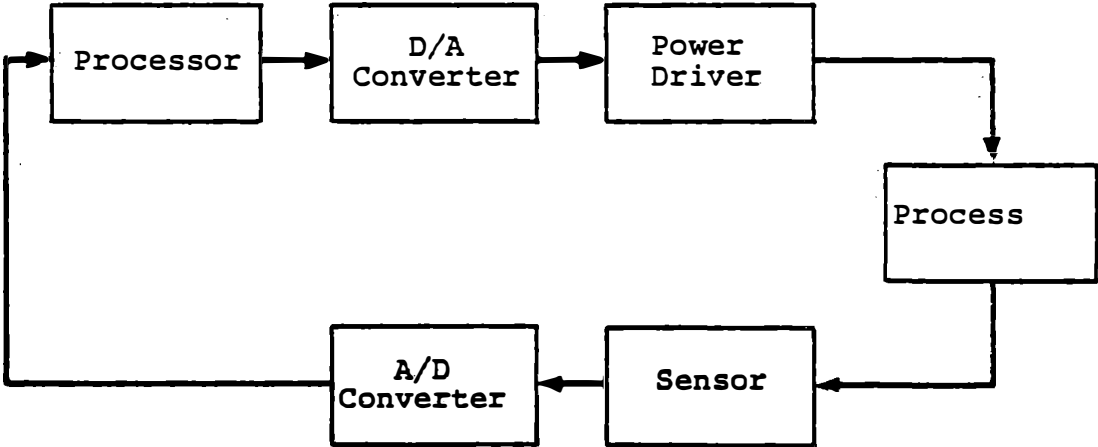 Processor
D/A
Converter
Power
Driver
Process
A/D
Converter
Sensor